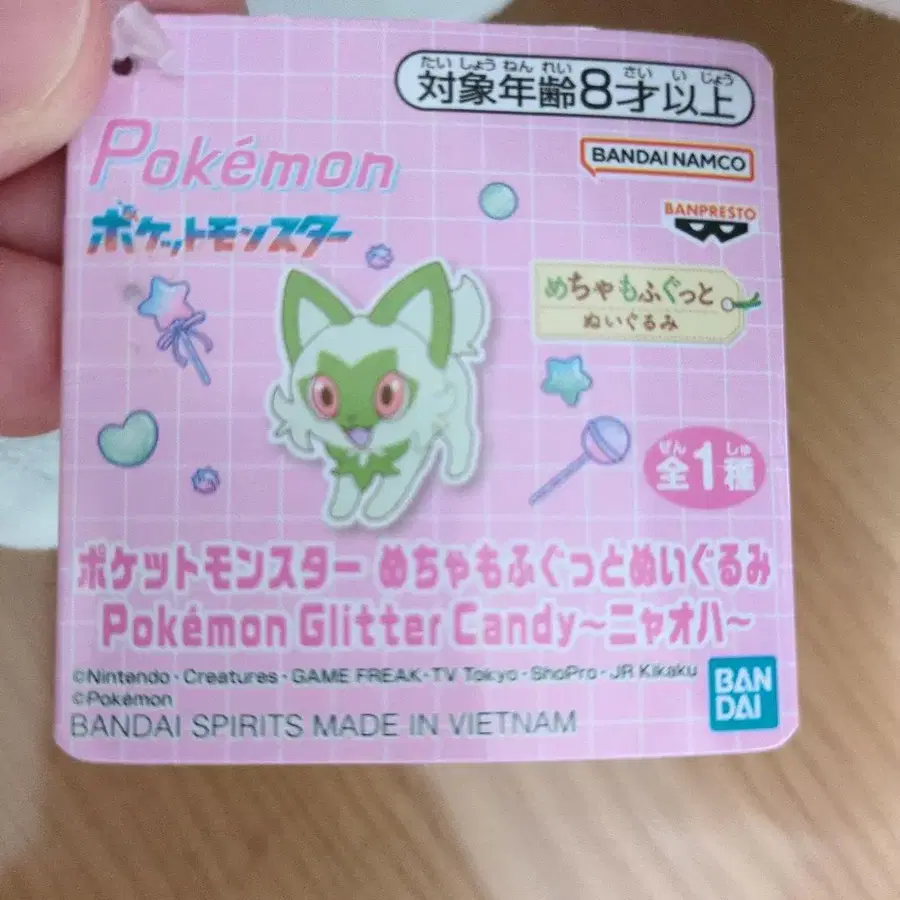 たいしょうねんれい さいいじょう
対象年齢8才以上
Pokémon
BANDAI NAMCO
BANPRESTO
ポケットモンスター
めちゃもふぐっと
ぬいぐるみ
ぜん しゅ
全1種
ポケットモンスター めちゃもふぐっとぬいぐるみ
Pokémon Glitter Candy～ニャオハ～
©Nintendo・Creatures・GAME FREAK・TV Tokyo・ShoPro・JR Kikaku
©Pokémon
BANDAI SPIRITS MADE IN VIETNAM
BAN
DAI